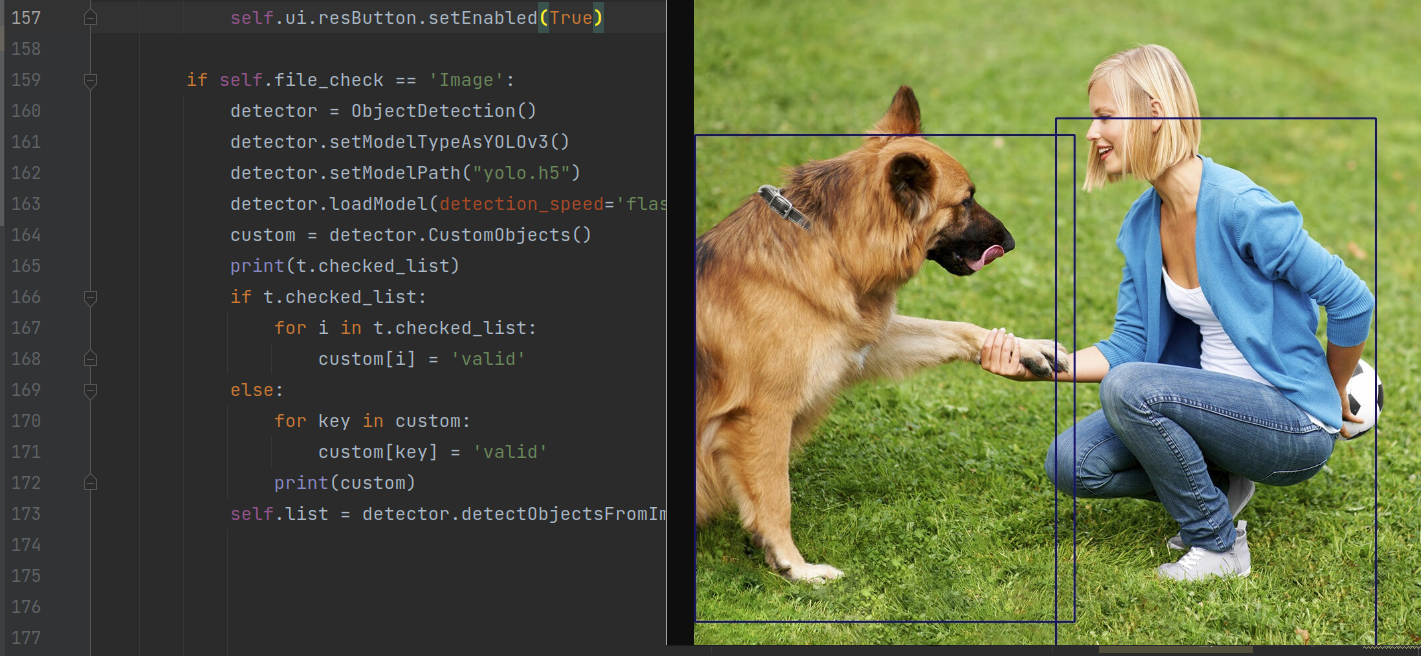 157 self.ui.resButton.setEnabled(True)
158
159 if self.file_check == 'Image':
160 detector = ObjectDetection()
161 detector.setModelTypeAsYOLOv3()
162 detector.setModelPath("yolo.h5")
163 detector.loadModel(detection_speed='flas
164 custom = detector.CustomObjects()
165 print(t.checked_list)
166 if t.checked_list:
167 for i in t.checked_list:
168 custom[i] = 'valid'
169 else:
170 for key in custom:
171 custom[key] = 'valid'
172 print(custom)
173 self.list = detector.detectObjectsFromIm
174
175
176
177